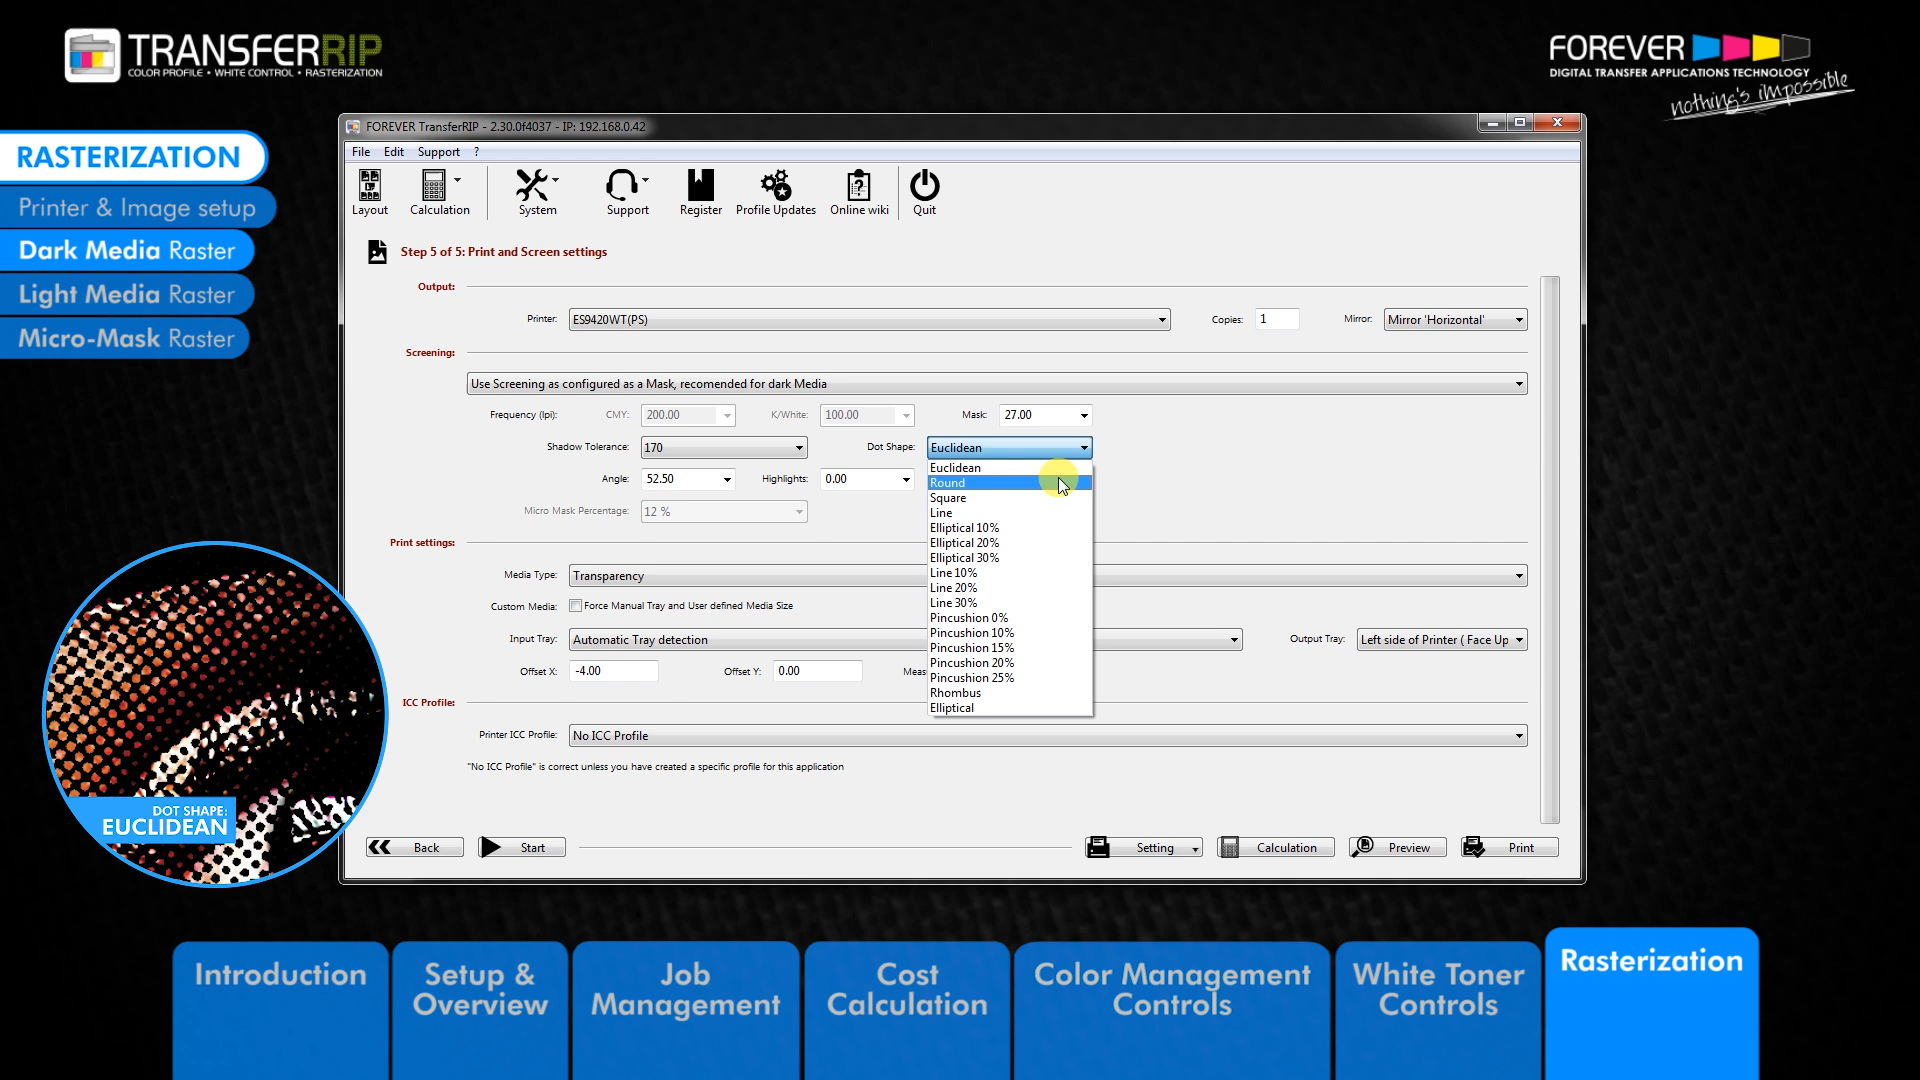 TRANSFERRIP
COLOR PROFILE • WHITE CONTROL • RASTERIZATION
FOREVER
DIGITAL TRANSFER APPLICATIONS TECHNOLOGY
nothing's impossible
RASTERIZATION
Printer & Image setup
Dark Media Raster
Light Media Raster
Micro-Mask Raster
FOREVER TransferRIP - 2.30.0f4037 - IP: 192.168.0.42
File Edit Support ?
Layout Calculation System Support Register Profile Updates Online wiki Quit
Step 5 of 5: Print and Screen settings
Output:
Printer: ES9420WT(PS) Copies: 1 Mirror: Mirror 'Horizontal'
Screening:
Use Screening as configured as a Mask, recomended for dark Media
Frequency (lpi): CMY: 200.00 K/White: 100.00 Mask: 27.00
Shadow Tolerance: 170 Dot Shape: Euclidean
Euclidean
Angle: 52.50 Highlights: 0.00 Round
Square
Micro Mask Percentage: 12 % Line
Elliptical 10%
Print settings: Elliptical 20%
Elliptical 30%
Media Type: Transparency Line 10%
Line 20%
Custom Media: Force Manual Tray and User defined Media Size Line 30%
Pincushion 0%
Input Tray: Automatic Tray detection Pincushion 10% Output Tray: Left side of Printer ( Face Up
Pincushion 15%
Offset X: -4.00 Offset Y: 0.00 Meas Pincushion 20%
Pincushion 25%
ICC Profile: Rhombus
Elliptical
Printer ICC Profile: No ICC Profile
"No ICC Profile" is correct unless you have created a specific profile for this application
DOT SHAPE:
EUCLIDEAN
Back Start Setting Calculation Preview Print
Introduction
Setup &
Overview
Job
Management
Cost
Calculation
Color Management
Controls
White Toner
Controls
Rasterization